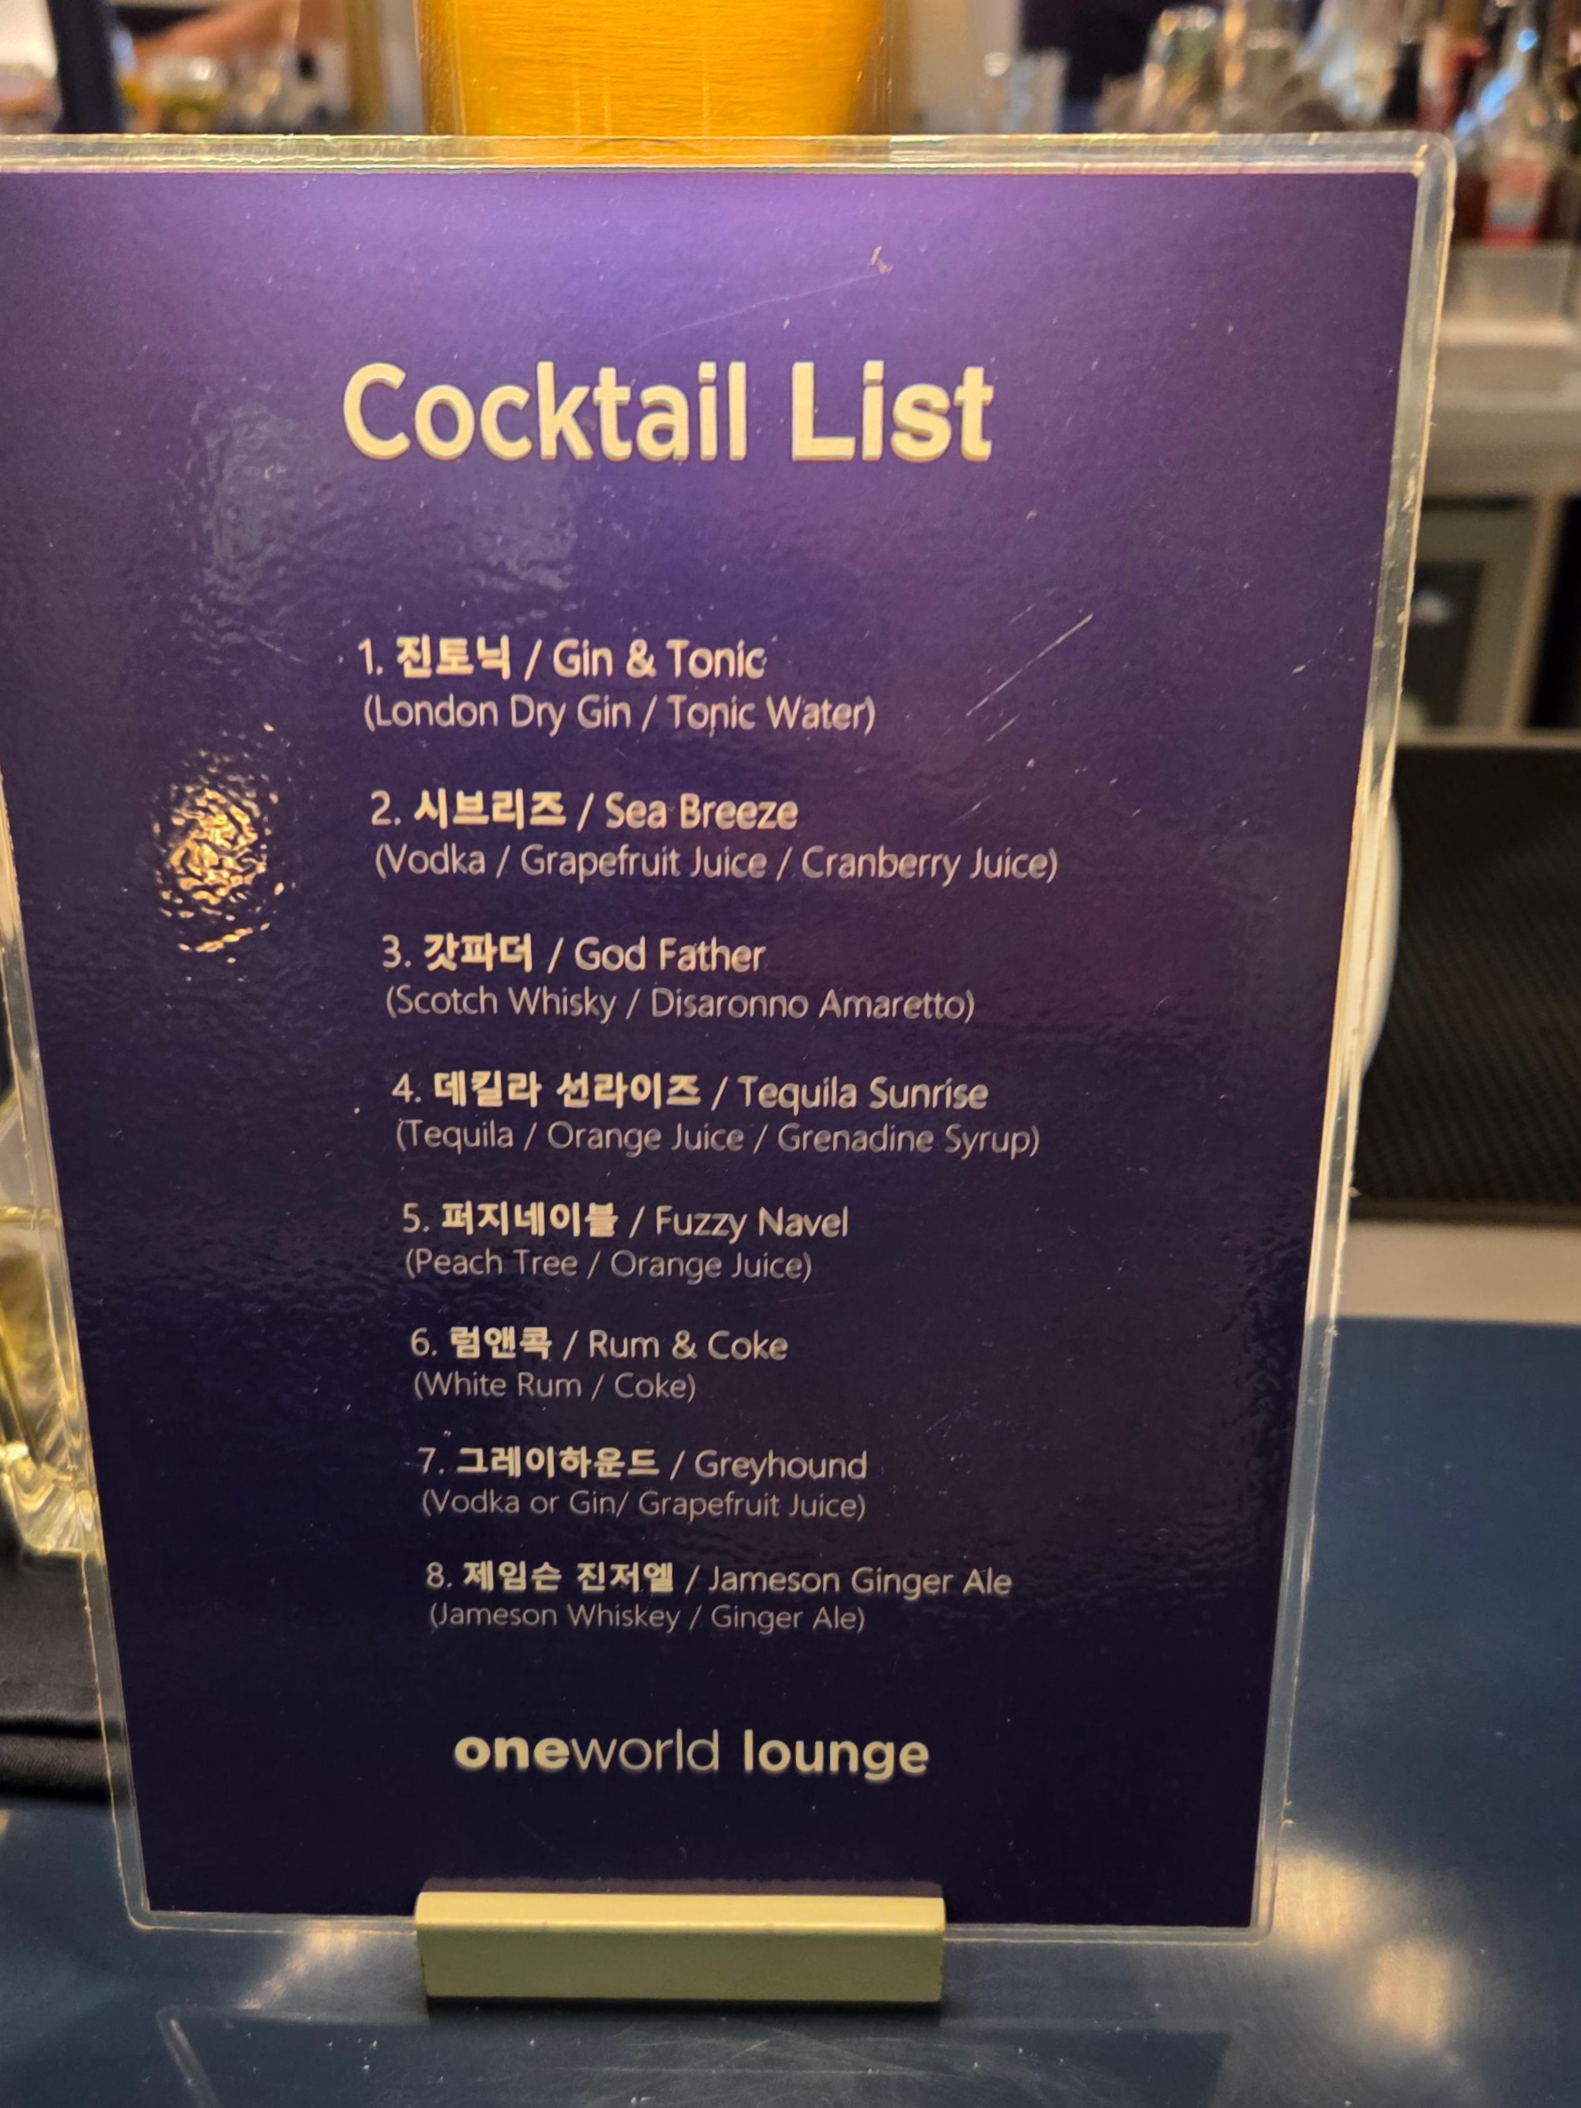 Cocktail List
1. 진토닉 / Gin & Tonic
(London Dry Gin / Tonic Water)
2. 시브리즈 / Sea Breeze
(Vodka / Grapefruit Juice / Cranberry Juice)
3. 갓파더 / God Father
(Scotch Whisky / Disaronno Amaretto)
4. 데킬라 선라이즈 / Tequila Sunrise
(Tequila / Orange Juice / Grenadine Syrup)
5. 퍼지네이블 / Fuzzy Navel
(Peach Tree / Orange Juice)
6. 럼앤콕 / Rum & Coke
(White Rum / Coke)
7. 그레이하운드 / Greyhound
(Vodka or Gin/ Grapefruit Juice)
8. 제임슨 진저엘 / Jameson Ginger Ale
(Jameson Whiskey / Ginger Ale)
oneworld lounge